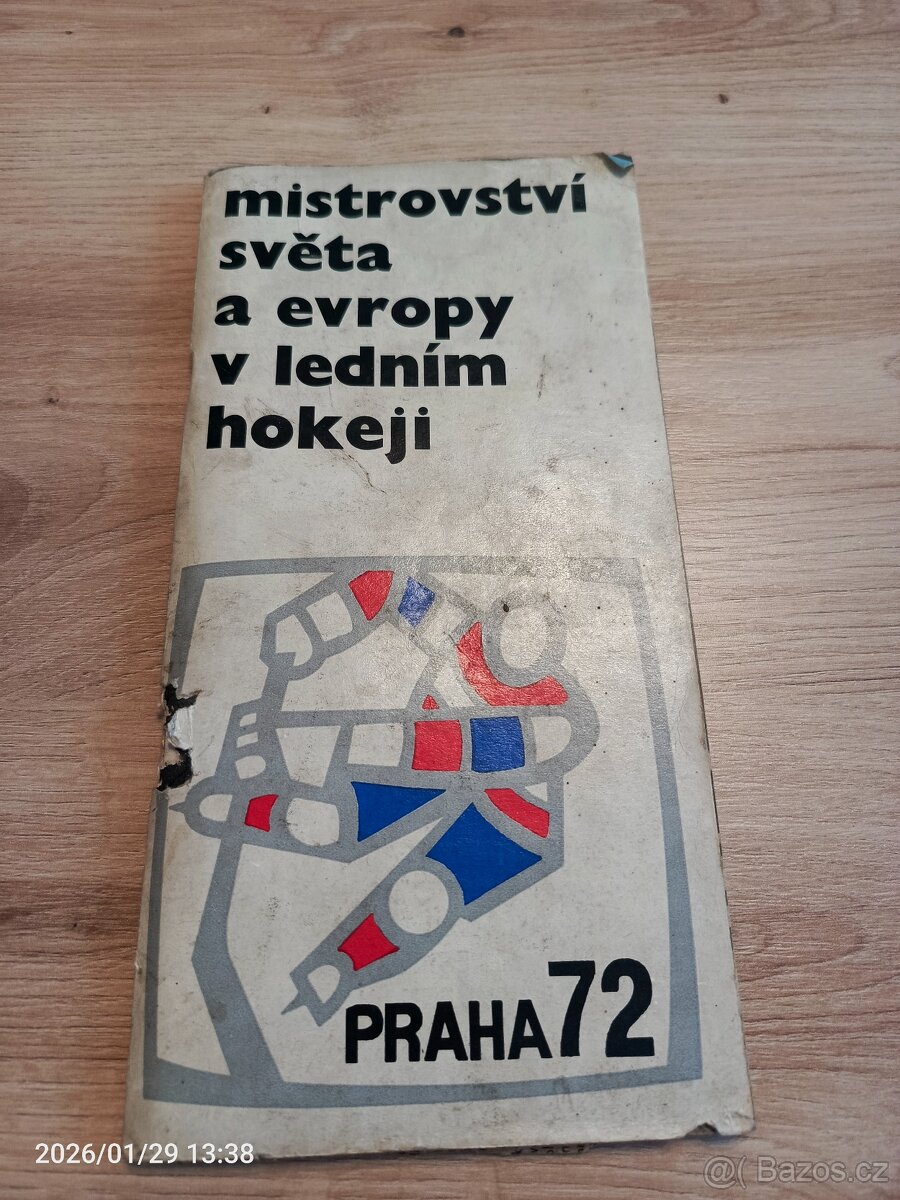 mistrovství
světa
a evropy
v ledním
hokeji
PRAHA 72
2026/01/29 13:38
@( Bazos.cz